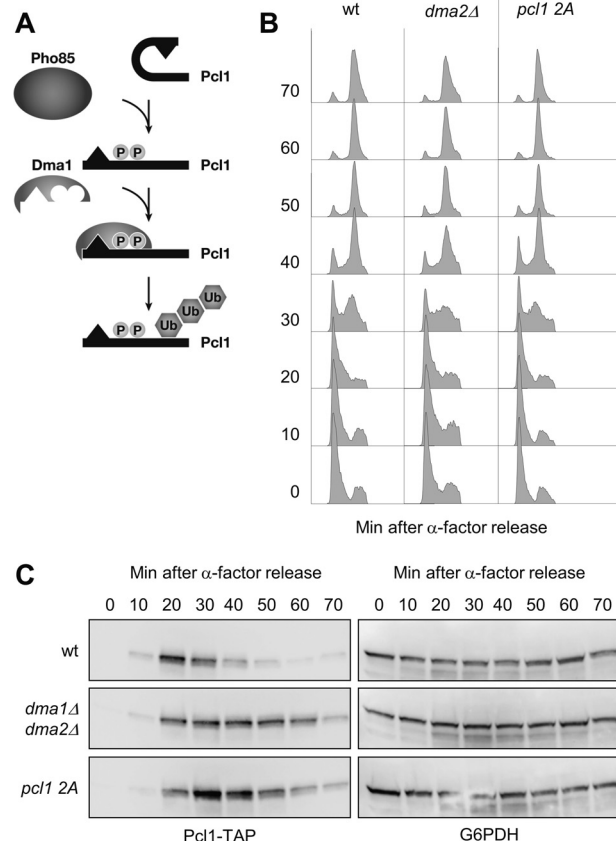 A
Pho85
Pcl1
P P
Pcl1
Dma1
P P
Pcl1
Ub
Ub
Ub
P P
Pcl1
B
wt
dma2Δ
pcl1 2A
70
60
50
40
30
20
10
0
Min after α-factor release
C
Min after α-factor release
Min after α-factor release
0 10 20 30 40 50 60 70
0 10 20 30 40 50 60 70
wt
dma1Δ
dma2Δ
pcl1 2A
Pcl1-TAP
G6PDH